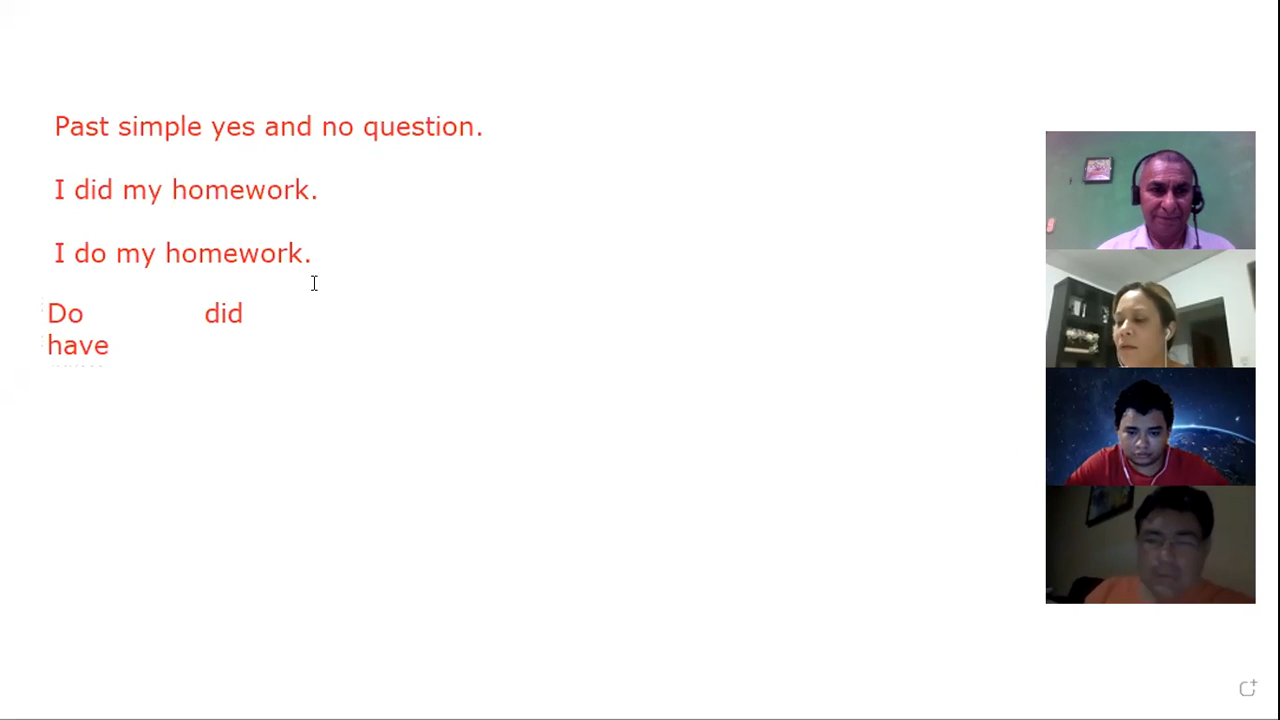 Past simple yes and no question.
I did my homework.
I do my homework.
Do did
have